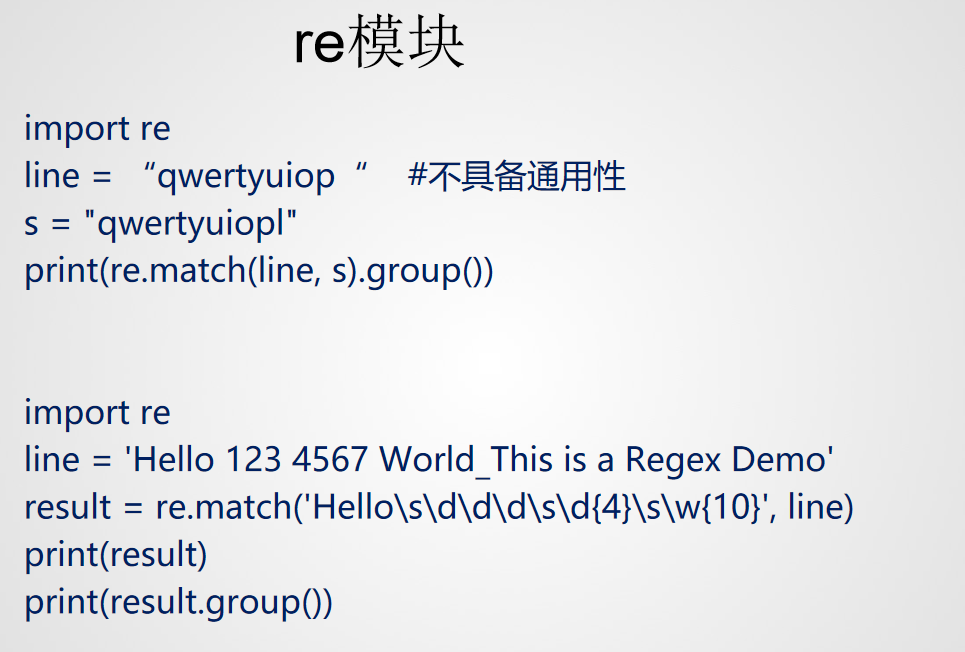 re模块
import re
line = “qwertyuiop “ #不具备通用性
s = "qwertyuiopl"
print(re.match(line, s).group())
import re
line = 'Hello 123 4567 World_This is a Regex Demo'
result = re.match('Hello\s\d\d\d\s\d{4}\s\w{10}', line)
print(result)
print(result.group())